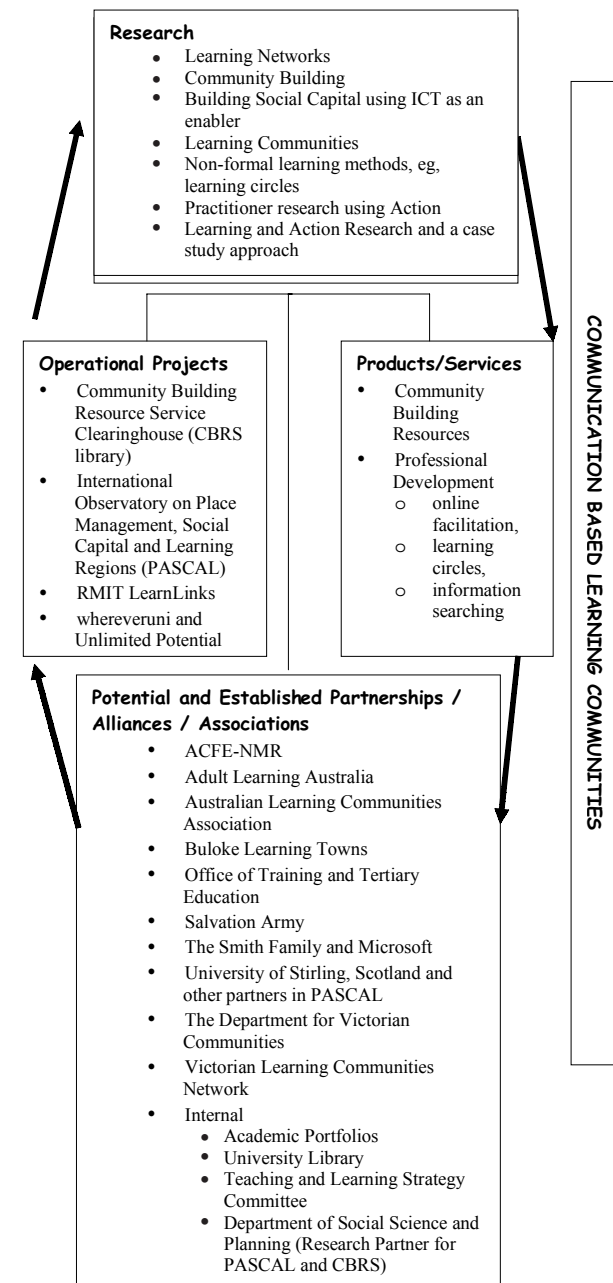 Research
• Learning Networks
• Community Building
• Building Social Capital using ICT as an
enabler
• Learning Communities
• Non-formal learning methods, eg,
learning circles
• Practitioner research using Action
• Learning and Action Research and a case
study approach
Operational Projects
• Community Building
Resource Service
Clearinghouse (CBRS
library)
• International
Observatory on Place
Management, Social
Capital and Learning
Regions (PASCAL)
• RMIT LearnLinks
• whereveruni and
Unlimited Potential
Products/Services
• Community
Building
Resources
• Professional
Development
o online
facilitation,
o learning
circles,
o information
searching
Potential and Established Partnerships /
Alliances / Associations
• ACFE-NMR
• Adult Learning Australia
• Australian Learning Communities
Association
• Buloke Learning Towns
• Office of Training and Tertiary
Education
• Salvation Army
• The Smith Family and Microsoft
• University of Stirling, Scotland and
other partners in PASCAL
• The Department for Victorian
Communities
• Victorian Learning Communities
Network
• Internal
• Academic Portfolios
• University Library
• Teaching and Learning Strategy
Committee
• Department of Social Science and
Planning (Research Partner for
PASCAL and CBRS)
COMMUNICATION BASED LEARNING COMMUNITIES